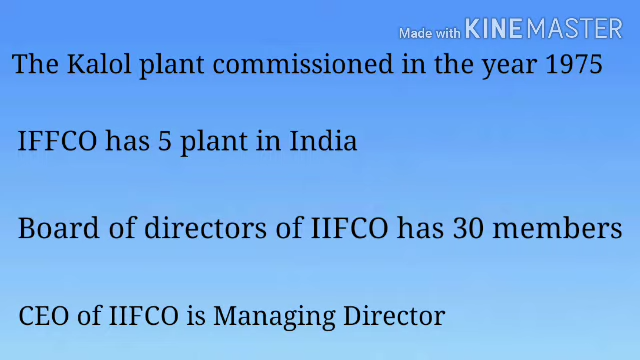 Made with KINEMASTER
The Kalol plant commissioned in the year 1975
IFFCO has 5 plant in India
Board of directors of IIFCO has 30 members
CEO of IIFCO is Managing Director